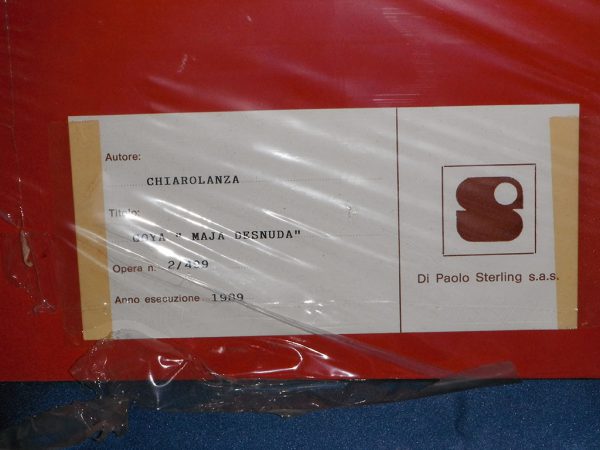 Autore:
CHIAROLANZA
Titolo:
GOYA " MAJA DESNUDA"
Opera n. 2/499
Anno esecuzione 1989
Di Paolo Sterling s.a.s.